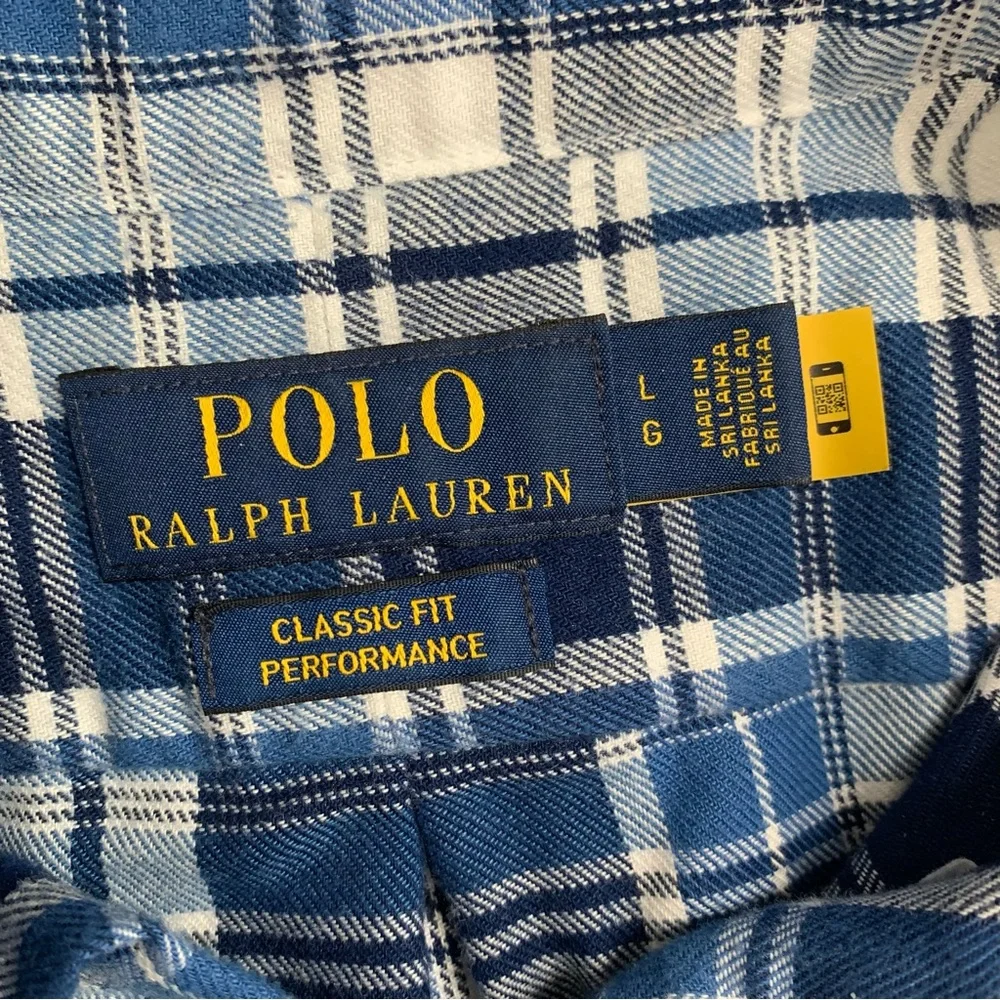 POLO
RALPH LAUREN
L
G
MADE IN
SRI LANKA
FABRIQUÉ AU
SRI LANKA
CLASSIC FIT
PERFORMANCE